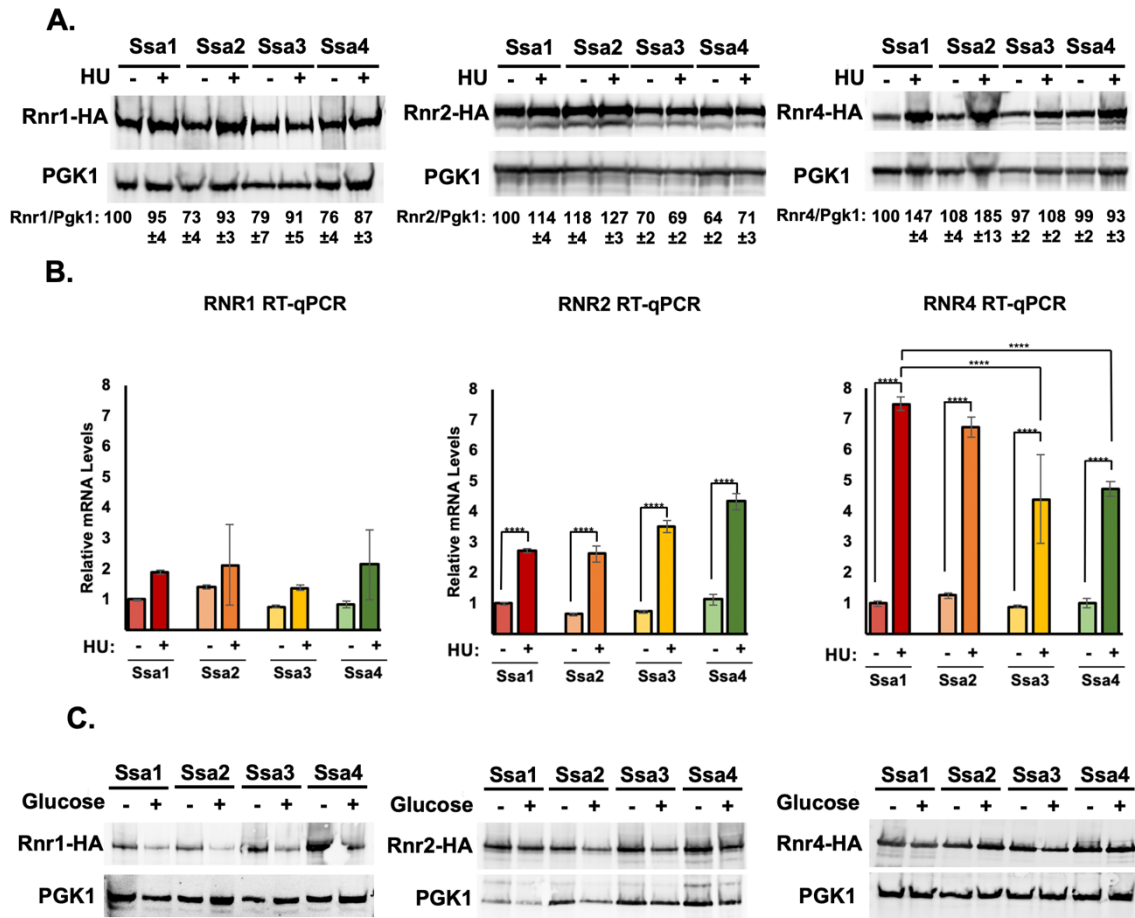 A.
Ssa1 Ssa2 Ssa3 Ssa4
HU - + - + - + - +
Rnr1-HA
PGK1
Rnr1/Pgk1: 100 95 73 93 79 91 76 87
±4 ±4 ±3 ±7 ±5 ±4 ±3
Ssa1 Ssa2 Ssa3 Ssa4
HU - + - + - + - +
Rnr2-HA
PGK1
Rnr2/Pgk1: 100 114 118 127 70 69 64 71
±4 ±4 ±3 ±2 ±2 ±2 ±3
Ssa1 Ssa2 Ssa3 Ssa4
HU - + - + - + - +
Rnr4-HA
PGK1
Rnr4/Pgk1: 100 147 108 185 97 108 99 93
±4 ±4 ±13 ±2 ±2 ±2 ±3
B.
RNR1 RT-qPCR
Relative mRNA Levels
8
7
6
5
4
3
2
1
HU: - + - + - + - +
Ssa1 Ssa2 Ssa3 Ssa4
RNR2 RT-qPCR
Relative mRNA Levels
8
7
6
5
4
3
2
1
**** **** **** ****
HU: - + - + - + - +
Ssa1 Ssa2 Ssa3 Ssa4
RNR4 RT-qPCR
****
****
**** **** **** ****
8
7
6
5
4
3
2
1
HU: - + - + - + - +
Ssa1 Ssa2 Ssa3 Ssa4
C.
Ssa1 Ssa2 Ssa3 Ssa4
Glucose - + - + - + - +
Rnr1-HA
PGK1
Ssa1 Ssa2 Ssa3 Ssa4
Glucose - + - + - + - +
Rnr2-HA
PGK1
Ssa1 Ssa2 Ssa3 Ssa4
Glucose - + - + - + - +
Rnr4-HA
PGK1